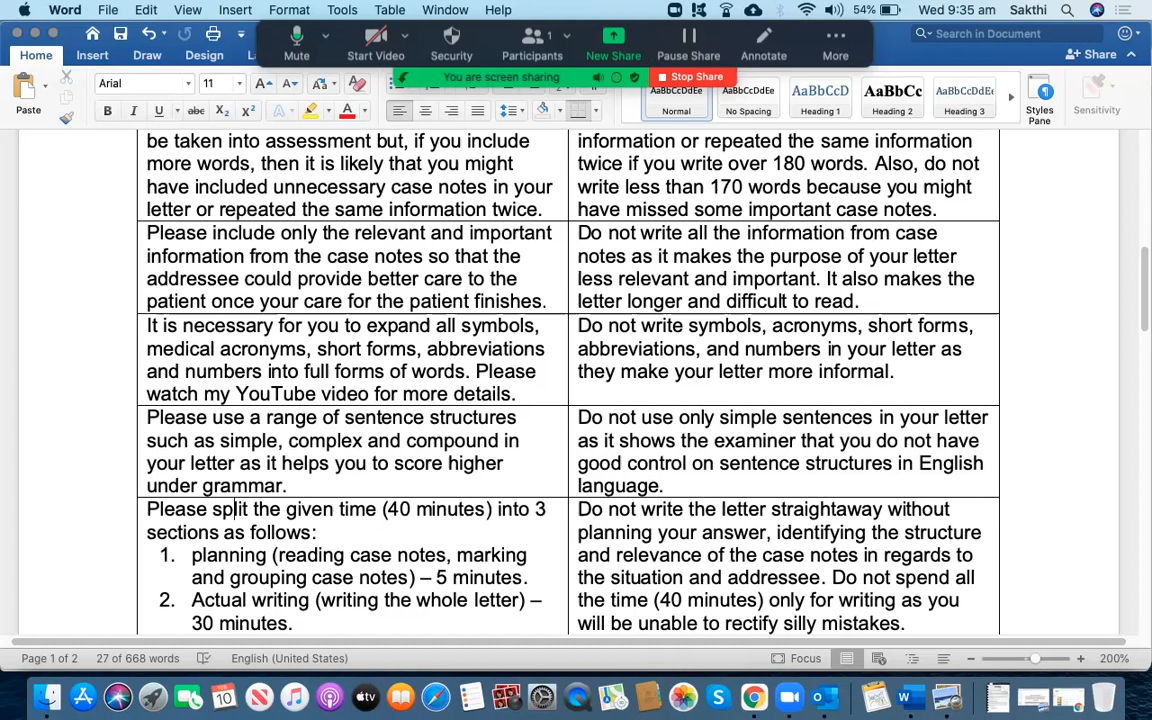 Word File Edit View Insert Format Tools Table Window Help 54% Wed 9:35 am Sakthi
Mute Start Video Security Participants 1 New Share Pause Share Annotate More
Search in Document
Home Insert Draw Design Share
You are screen sharing Stop Share
Paste Arial 11 AaBbCcDdEe Normal AaBbCcDdEe No Spacing AaBbCcD Heading 1 AaBbCc Heading 2 AaBbCcDdE Heading 3 Styles Pane Sensitivity
be taken into assessment but, if you include
more words, then it is likely that you might
have included unnecessary case notes in your
letter or repeated the same information twice.
information or repeated the same information
twice if you write over 180 words. Also, do not
write less than 170 words because you might
have missed some important case notes.
Please include only the relevant and important
information from the case notes so that the
addressee could provide better care to the
patient once your care for the patient finishes.
Do not write all the information from case
notes as it makes the purpose of your letter
less relevant and important. It also makes the
letter longer and difficult to read.
It is necessary for you to expand all symbols,
medical acronyms, short forms, abbreviations
and numbers into full forms of words. Please
watch my YouTube video for more details.
Do not write symbols, acronyms, short forms,
abbreviations, and numbers in your letter as
they make your letter more informal.
Please use a range of sentence structures
such as simple, complex and compound in
your letter as it helps you to score higher
under grammar.
Do not use only simple sentences in your letter
as it shows the examiner that you do not have
good control on sentence structures in English
language.
Please split the given time (40 minutes) into 3
sections as follows:
1. planning (reading case notes, marking
and grouping case notes) – 5 minutes.
2. Actual writing (writing the whole letter) –
30 minutes.
Do not write the letter straightaway without
planning your answer, identifying the structure
and relevance of the case notes in regards to
the situation and addressee. Do not spend all
the time (40 minutes) only for writing as you
will be unable to rectify silly mistakes.
Page 1 of 2 27 of 668 words English (United States) Focus 200%